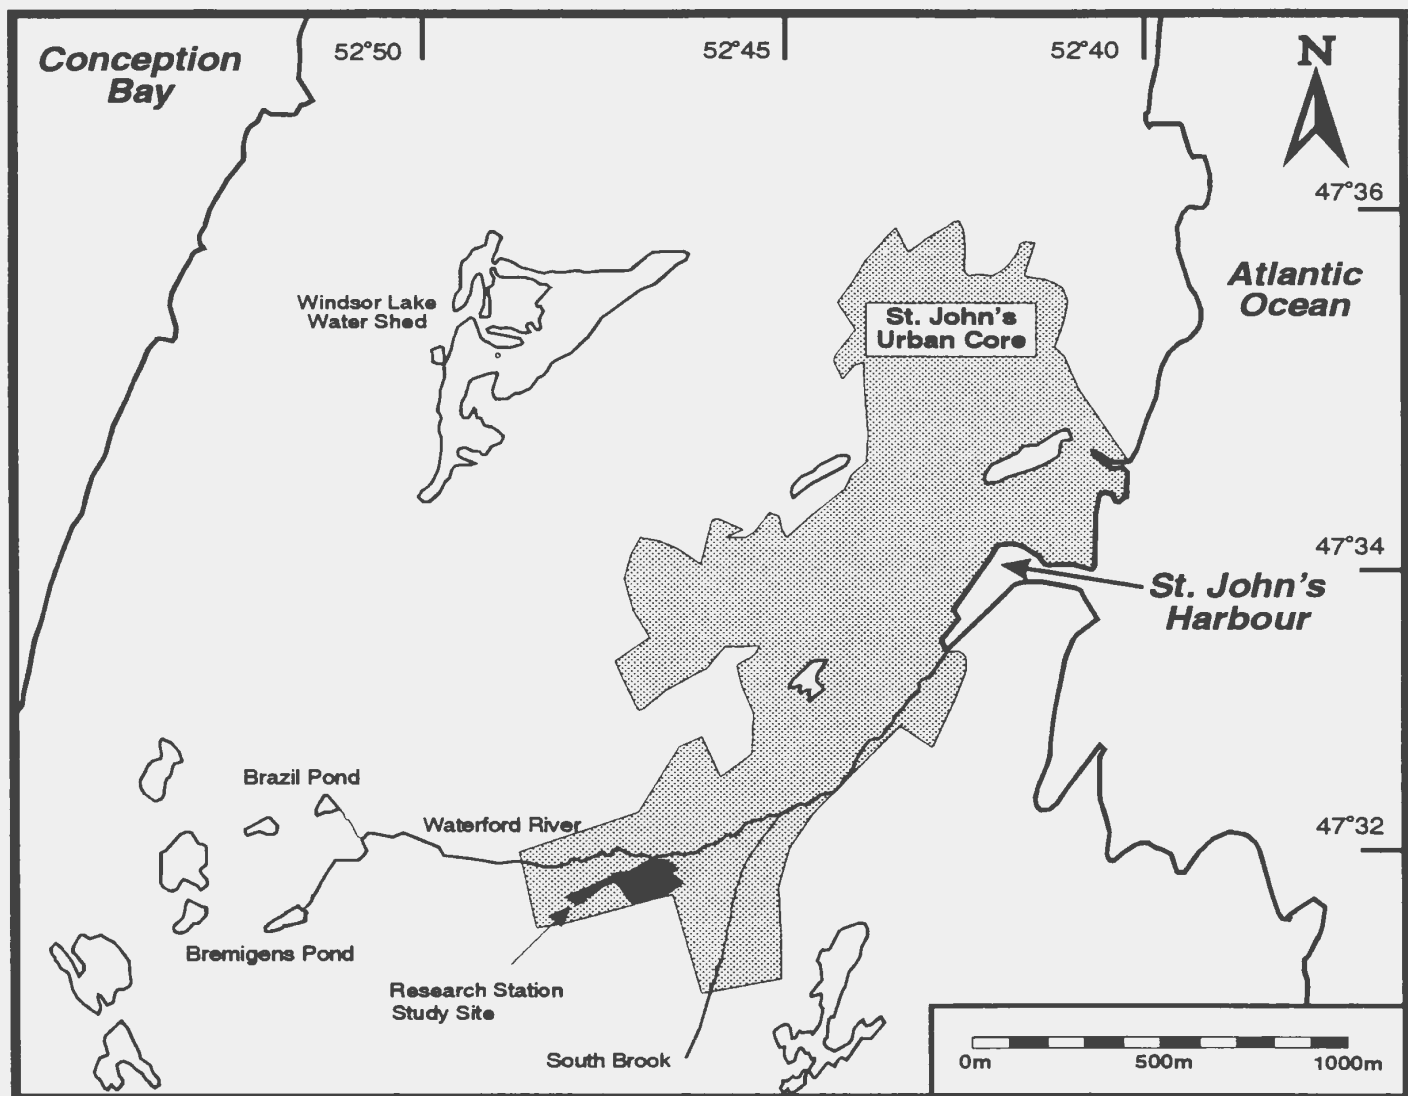 52°50
52°45
52°40
N
Conception
Bay
47°36
Atlantic
Ocean
Windsor Lake
Water Shed
St. John's
Urban Core
47°34
St. John's
Harbour
Brazil Pond
Waterford River
47°32
Bremigens Pond
Research Station
Study Site
South Brook
0m 500m 1000m